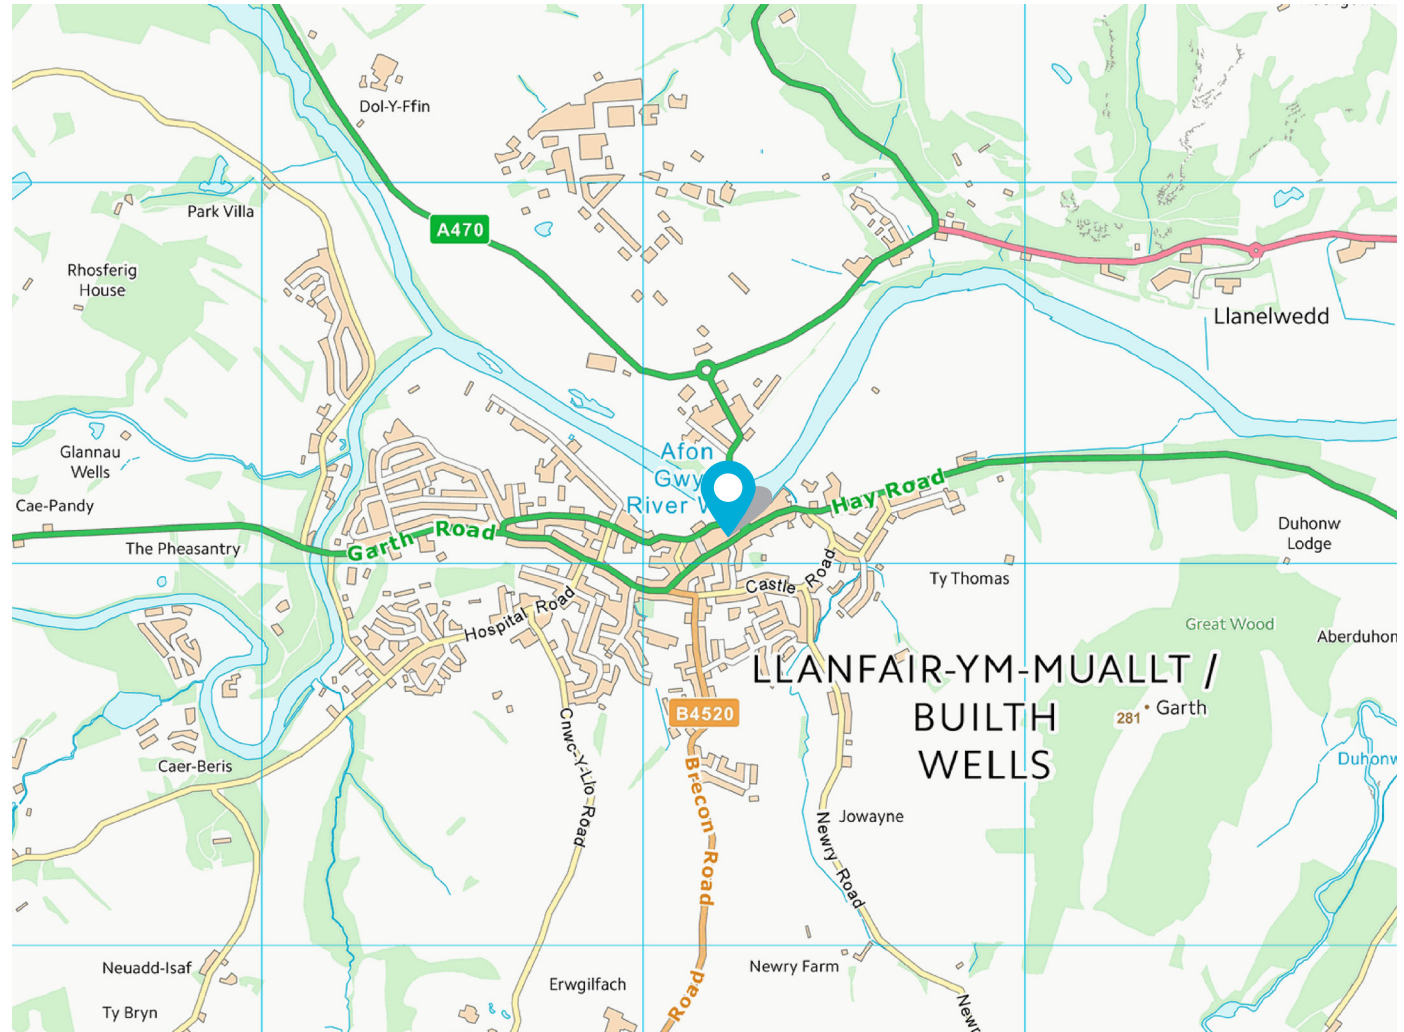 Dol-Y-Ffin
Park Villa
A470
Rhosferig
House
Llanelwedd
Glannau
Wells
Afon
Gwy
River W
Cae-Pandy
Hay Road
The Pheasantry
Garth Road
Duhonw
Lodge
Ty Thomas
Castle Road
Hospital Road
Great Wood
Aberduhon
LLANFAIR-YM-MUALLT /
BUILTH
WELLS
B4520
281
Garth
Cnwc-Y-Llo Road
Caer-Beris
Duhonw
Brecon Road
Jowayne
Newry Road
Neuadd-Isaf
Newry Farm
Erwgilfach
Road
Ty Bryn
Newr